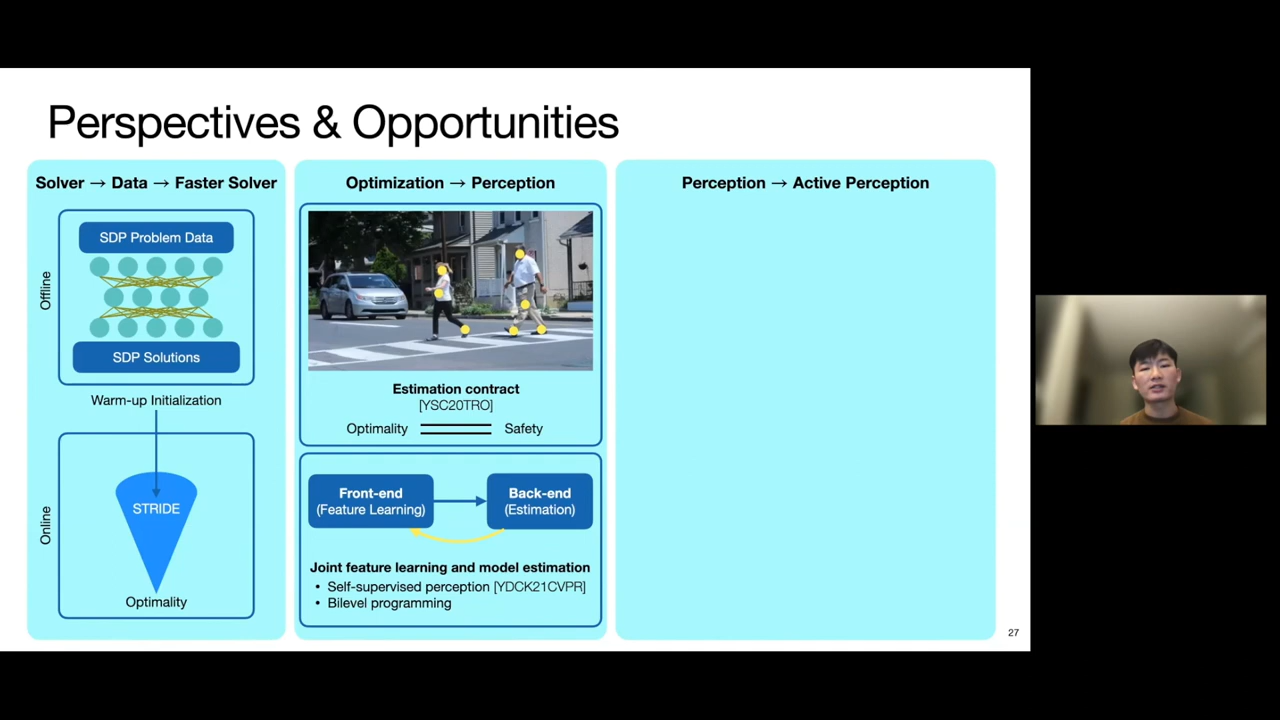 Perspectives & Opportunities
Solver → Data → Faster Solver
Offline
SDP Problem Data
SDP Solutions
Warm-up Initialization
Online
STRIDE
Optimality
Optimization → Perception
Estimation contract
[YSC20TRO]
Optimality
Safety
Front-end
(Feature Learning)
Back-end
(Estimation)
Joint feature learning and model estimation
• Self-supervised perception [YDCK21CVPR]
• Bilevel programming
Perception → Active Perception
27